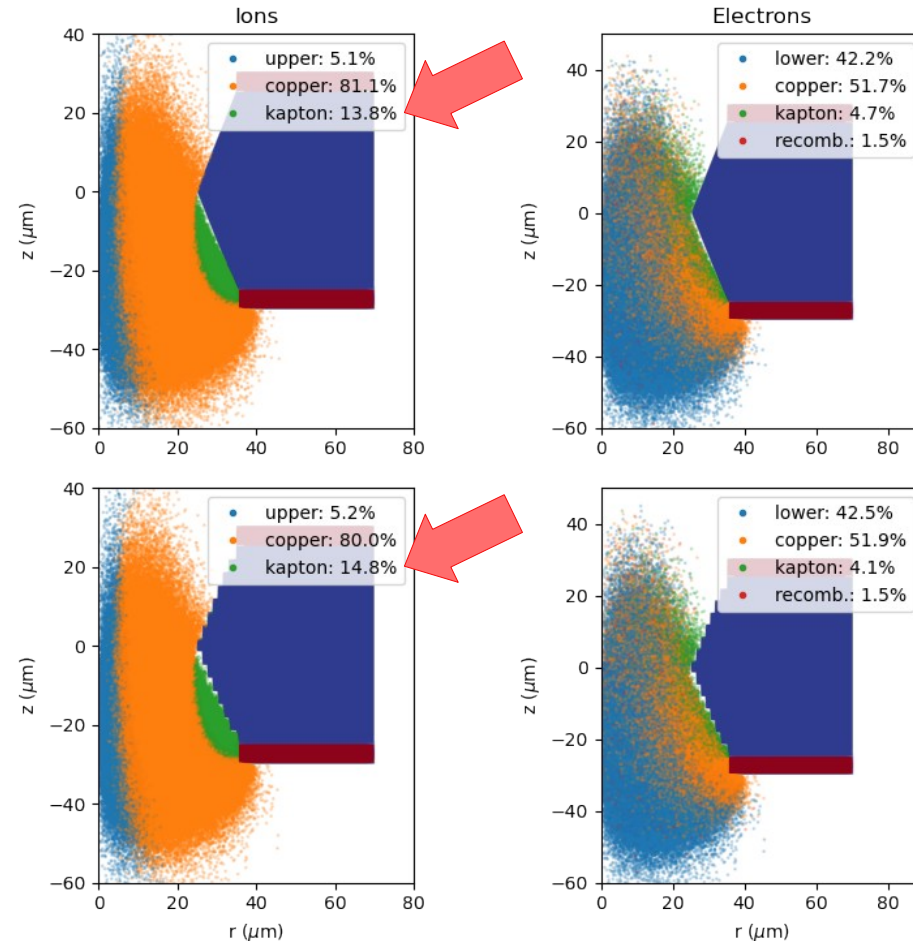 Ions
Electrons
40
20
0
−20
−40
−60
z (μm)
upper: 5.1%
copper: 81.1%
kapton: 13.8%
0
20
40
60
80
40
20
0
−20
−40
−60
z (μm)
lower: 42.2%
copper: 51.7%
kapton: 4.7%
recomb.: 1.5%
0
20
40
60
80
40
20
0
−20
−40
−60
z (μm)
upper: 5.2%
copper: 80.0%
kapton: 14.8%
0
20
40
60
80
r (μm)
40
20
0
−20
−40
−60
z (μm)
lower: 42.5%
copper: 51.9%
kapton: 4.1%
recomb.: 1.5%
0
20
40
60
80
r (μm)